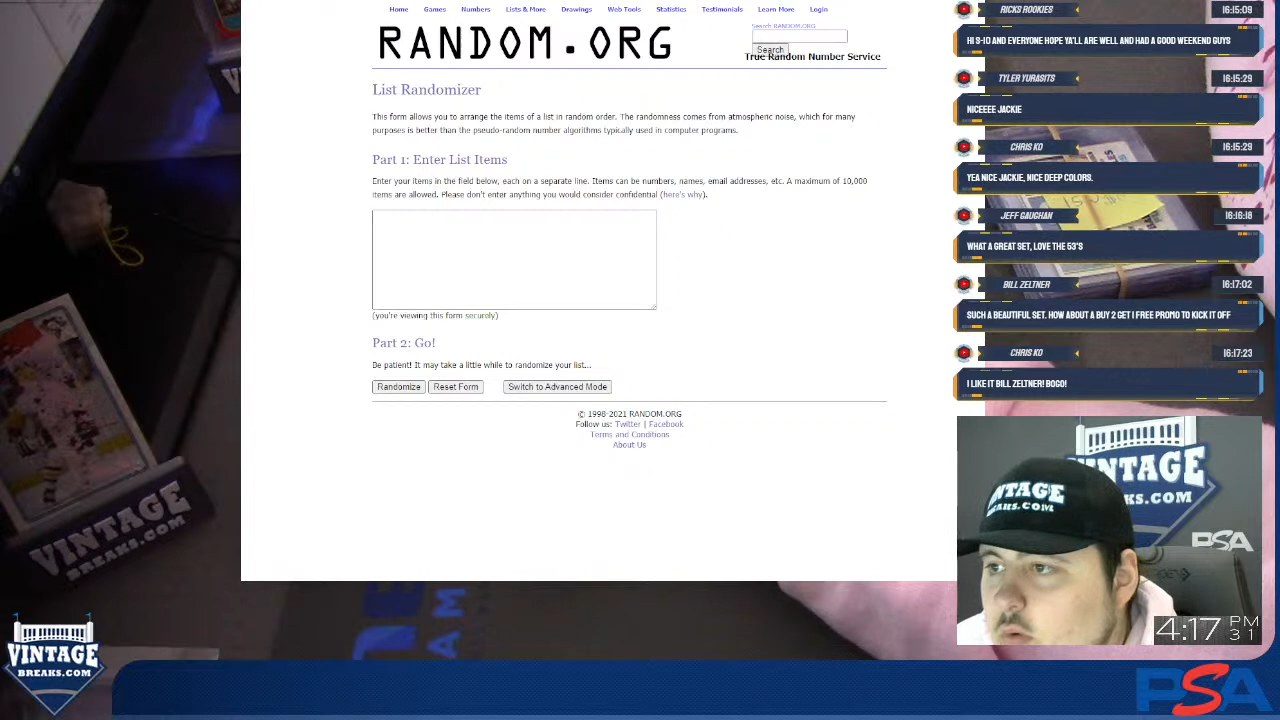 Home Games Numbers Lists & More Drawings Web Tools Statistics Testimonials Learn More Login
RANDOM.ORG
Search RANDOM.ORG
Search
True Random Number Service
List Randomizer
This form allows you to arrange the items of a list in random order. The randomness comes from atmospheric noise, which for many
purposes is better than the pseudo-random number algorithms typically used in computer programs.
Part 1: Enter List Items
Enter your items in the field below, each on a separate line. Items can be numbers, names, email addresses, etc. A maximum of 10,000
items are allowed. Please don't enter anything you would consider confidential (here's why).
(you're viewing this form securely)
Part 2: Go!
Be patient! It may take a little while to randomize your list...
Randomize Reset Form Switch to Advanced Mode
© 1998-2021 RANDOM.ORG
Follow us: Twitter | Facebook
Terms and Conditions
About Us
RICKS ROOKIES 16:15:09
HI S-10 AND EVERYONE HOPE YA'LL ARE WELL AND HAD A GOOD WEEKEND GUYS
TYLER YURASITS 16:15:29
NICEEEE JACKIE
CHRIS KO 16:15:29
YEA NICE JACKIE, NICE DEEP COLORS.
JEFF GAUGHAN 16:16:18
WHAT A GREAT SET, LOVE THE 53'S
BILL ZELTNER 16:17:02
SUCH A BEAUTIFUL SET. HOW ABOUT A BUY 2 GET 1 FREE PROMO TO KICK IT OFF
CHRIS KO 16:17:23
I LIKE IT BILL ZELTNER! BOGO!
VINTAGE
BREAKS.COM
VINTAGE
BREAKS.COM
PSA
4:17 PM
31
VINTAGE
BREAKS.COM
VINTAGE
BREAKS.COM
PSA